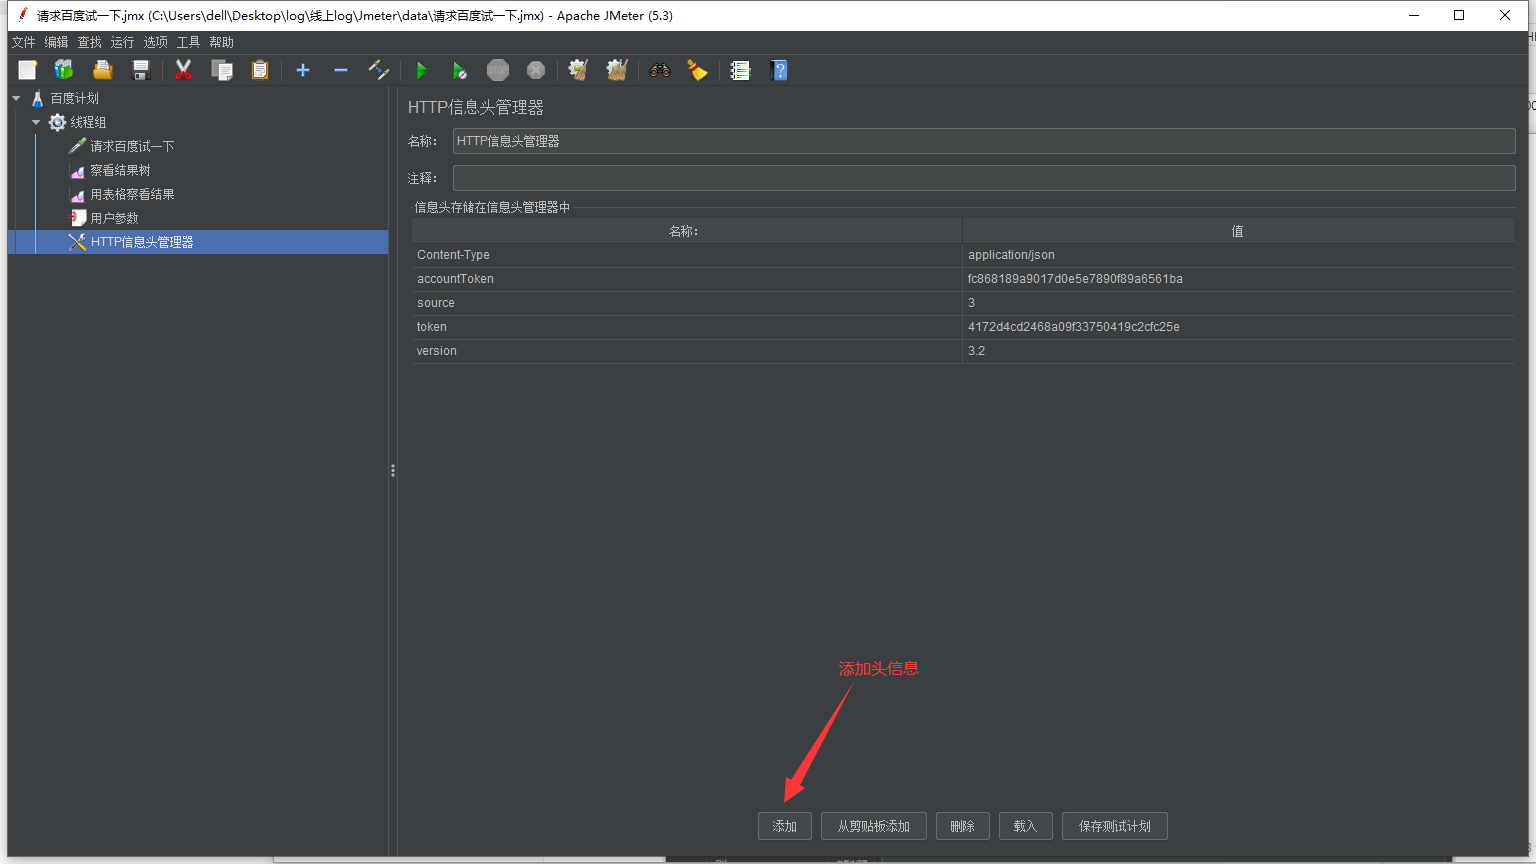 请求百度试一下.jmx (C:\Users\dell\Desktop\log\线上log\Jmeter\data\请求百度试一下.jmx) - Apache JMeter (5.3)
文件 编辑 查找 运行 选项 工具 帮助
STOP
百度计划
线程组
请求百度试一下
察看结果树
用表格察看结果
用户参数
HTTP信息头管理器
HTTP信息头管理器
名称： HTTP信息头管理器
注释：
信息头存储在信息头管理器中
名称： 值
Content-Type application/json
accountToken fc868189a9017d0e5e7890f89a6561ba
source 3
token 4172d4cd2468a09f33750419c2cfc25e
version 3.2
添加头信息
添加 从剪贴板添加 删除 载入 保存测试计划